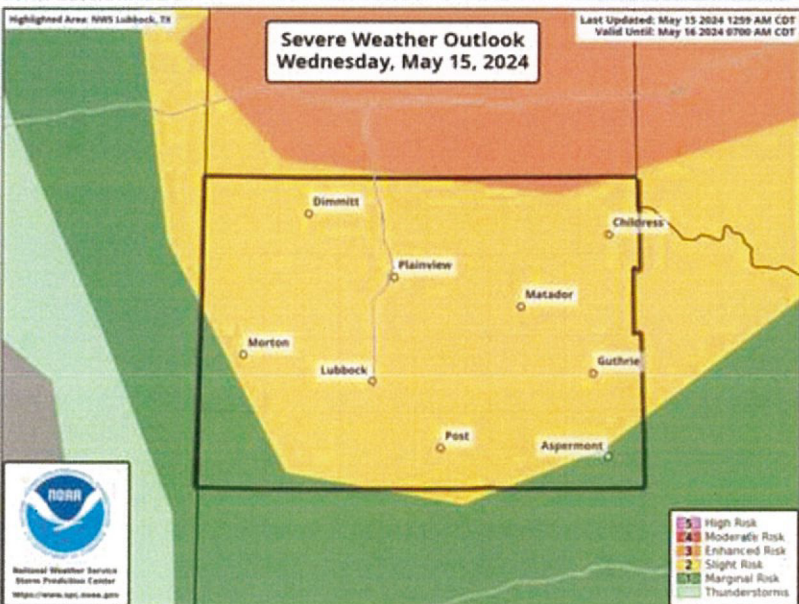 Highlighted Area: NWS Lubbock, TX
Last Updated: May 15 2024 1259 AM CDT
Valid Until: May 16 2024 0700 AM CDT
Severe Weather Outlook
Wednesday, May 15, 2024
Dimmitt
Childress
Plainview
Matador
Morton
Lubbock
Guthrie
Post
Aspermont
NOAA
National Weather Service
Storm Prediction Center
https://www.spc.noaa.gov
5 High Risk
4 Moderate Risk
3 Enhanced Risk
2 Slight Risk
1 Marginal Risk
Thunderstorms